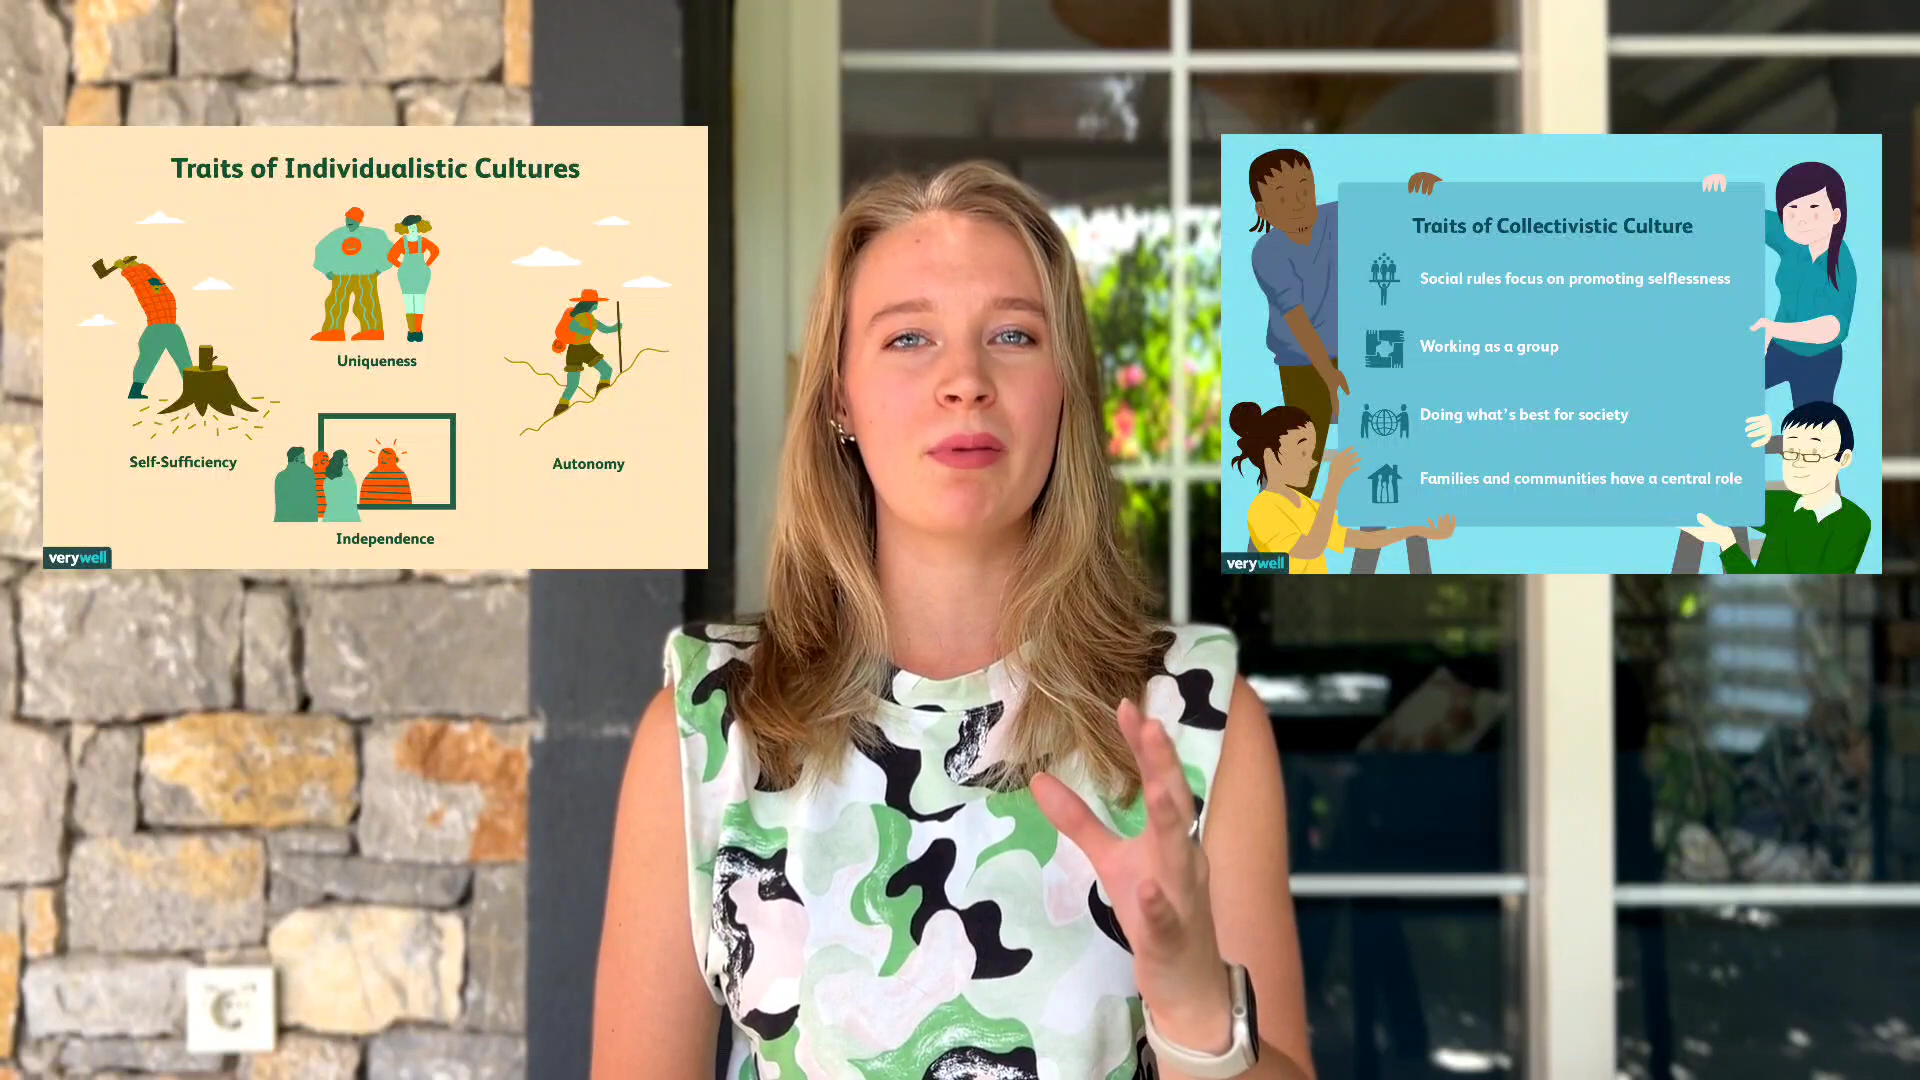 Traits of Individualistic Cultures
Uniqueness
Self-Sufficiency
Autonomy
Independence
verywell
Traits of Collectivistic Culture
Social rules focus on promoting selflessness
Working as a group
Doing what's best for society
Families and communities have a central role
verywell